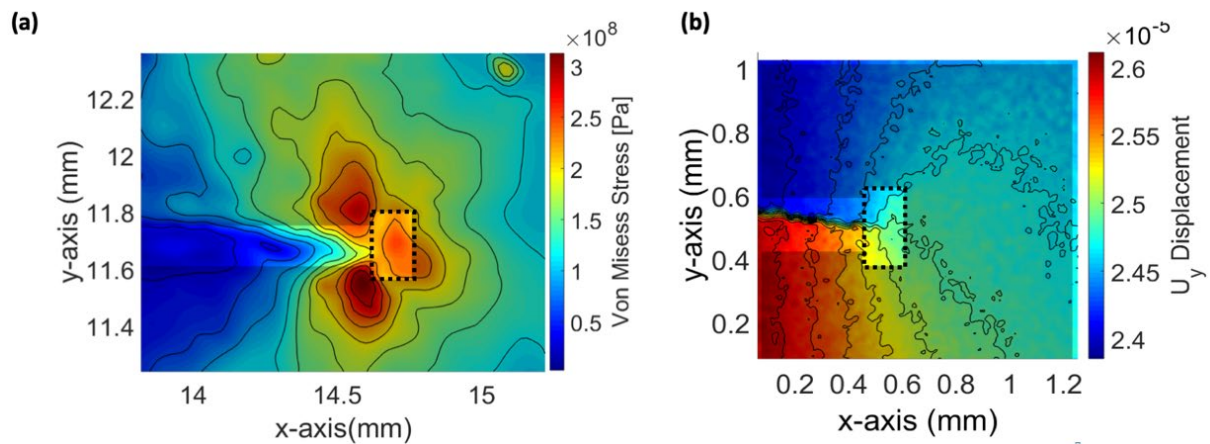 (a)
×10⁸
12.2
12
11.8
11.6
11.4
y-axis (mm)
14
14.5
15
x-axis(mm)
3
2.5
2
1.5
1
0.5
Von Misess Stress [Pa]
(b)
×10⁻⁵
1
0.8
0.6
0.4
0.2
y-axis (mm)
0.2 0.4 0.6 0.8 1 1.2
x-axis (mm)
2.6
2.55
2.5
2.45
2.4
U_y Displacement